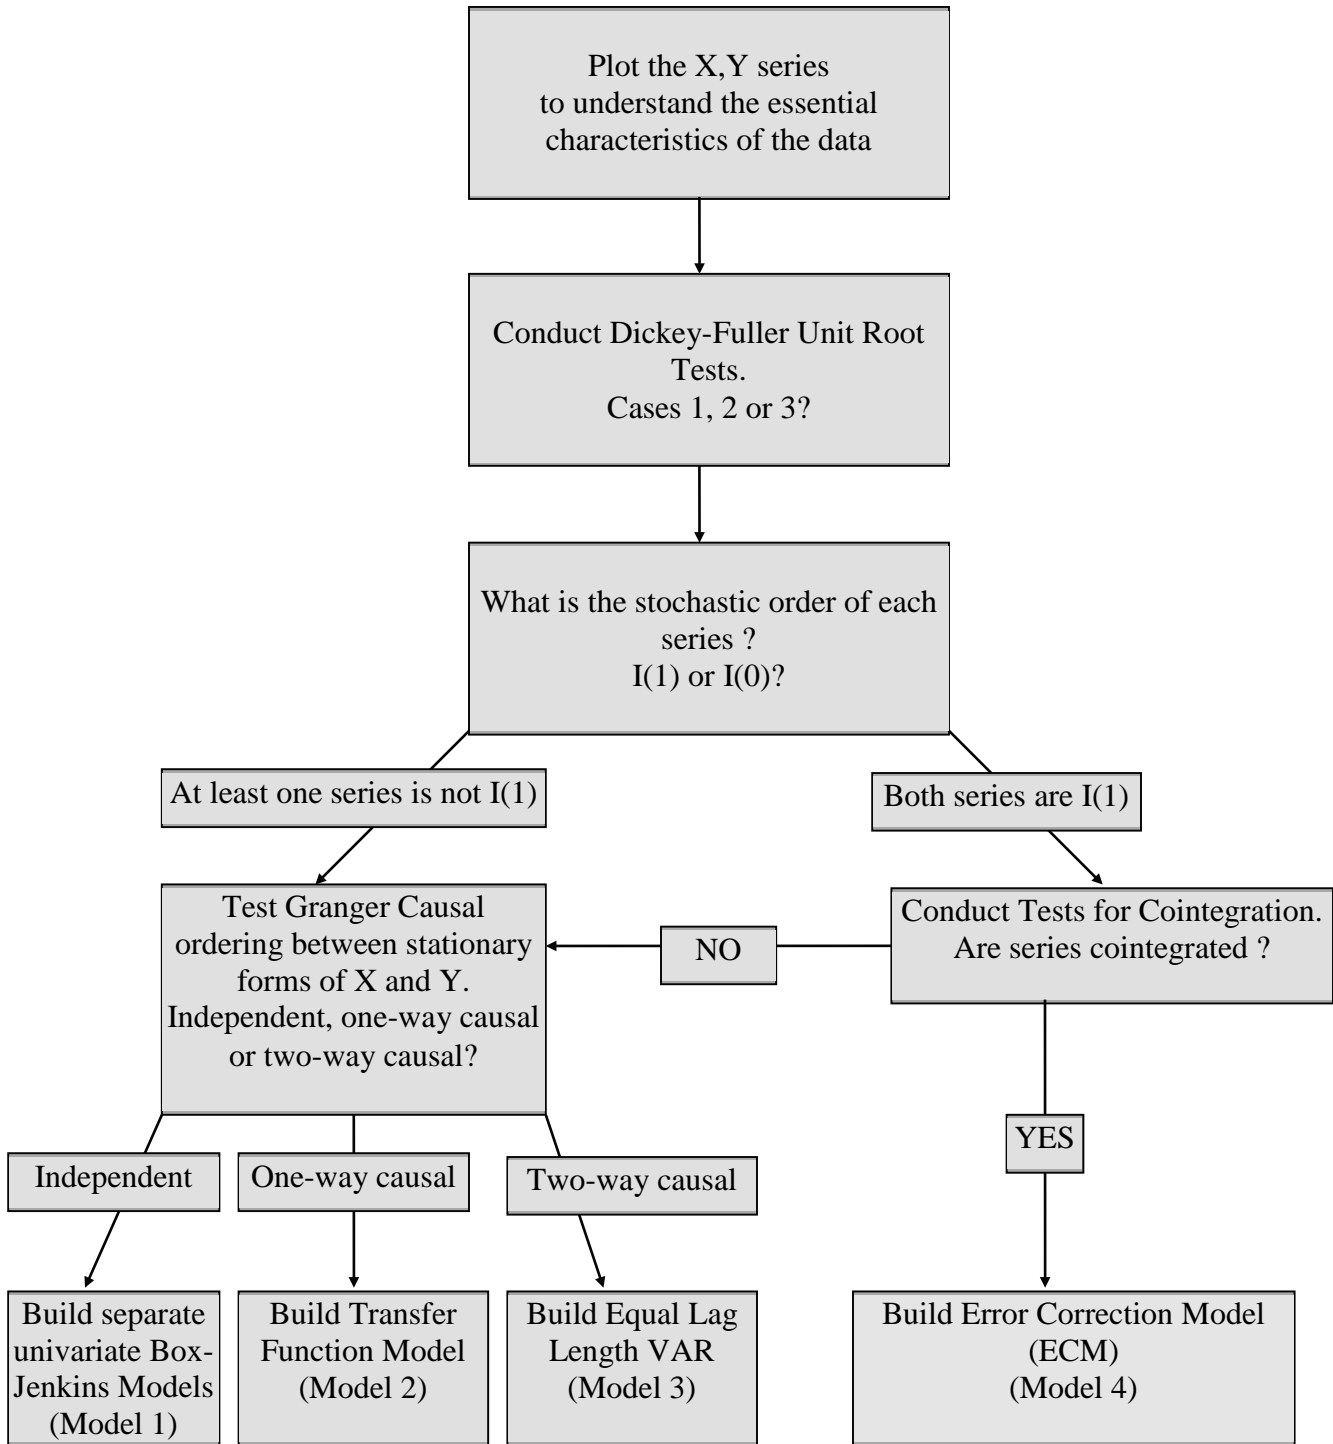 Plot the X,Y series
to understand the essential
characteristics of the data
Conduct Dickey-Fuller Unit Root
Tests.
Cases 1, 2 or 3?
What is the stochastic order of each
series ?
I(1) or I(0)?
At least one series is not I(1)
Both series are I(1)
Test Granger Causal
ordering between stationary
forms of X and Y.
Independent, one-way causal
or two-way causal?
NO
Conduct Tests for Cointegration.
Are series cointegrated ?
YES
Independent
One-way causal
Two-way causal
Build separate
univariate Box-
Jenkins Models
(Model 1)
Build Transfer
Function Model
(Model 2)
Build Equal Lag
Length VAR
(Model 3)
Build Error Correction Model
(ECM)
(Model 4)